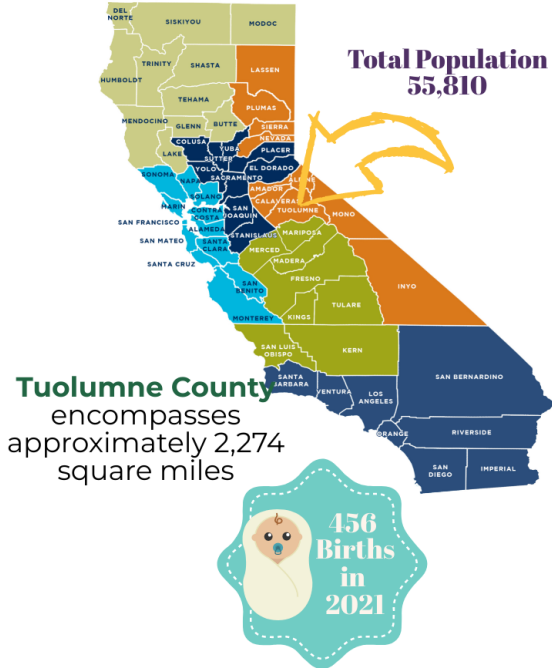 DEL
NORTE
SISKIYOU
MODOC
HUMBOLDT
TRINITY
SHASTA
LASSEN
TEHAMA
PLUMAS
MENDOCINO
GLENN
BUTTE
SIERRA
NEVADA
COLUSA
YUBA
PLACER
LAKE
SUTTER
SONOMA
NAPA
YOLO
SACRAMENTO
EL DORADO
SOLANO
AMADOR
MARIN
CONTRA
COSTA
SAN
JOAQUIN
CALAVERA
TUOLUMNE
MONO
SAN FRANCISCO
ALAMEDA
STANISLAUS
MARIPOSA
SAN MATEO
SANTA
CLARA
MERCED
MADERA
SANTA CRUZ
SAN
BENITO
FRESNO
INYO
TULARE
MONTEREY
KINGS
SAN LUIS
OBISPO
KERN
SAN BERNARDINO
SANTA
BARBARA
VENTURA
LOS
ANGELES
ORANGE
RIVERSIDE
SAN
DIEGO
IMPERIAL
Total Population
55,810
Tuolumne County
encompasses
approximately 2,274
square miles
456
Births
in
2021